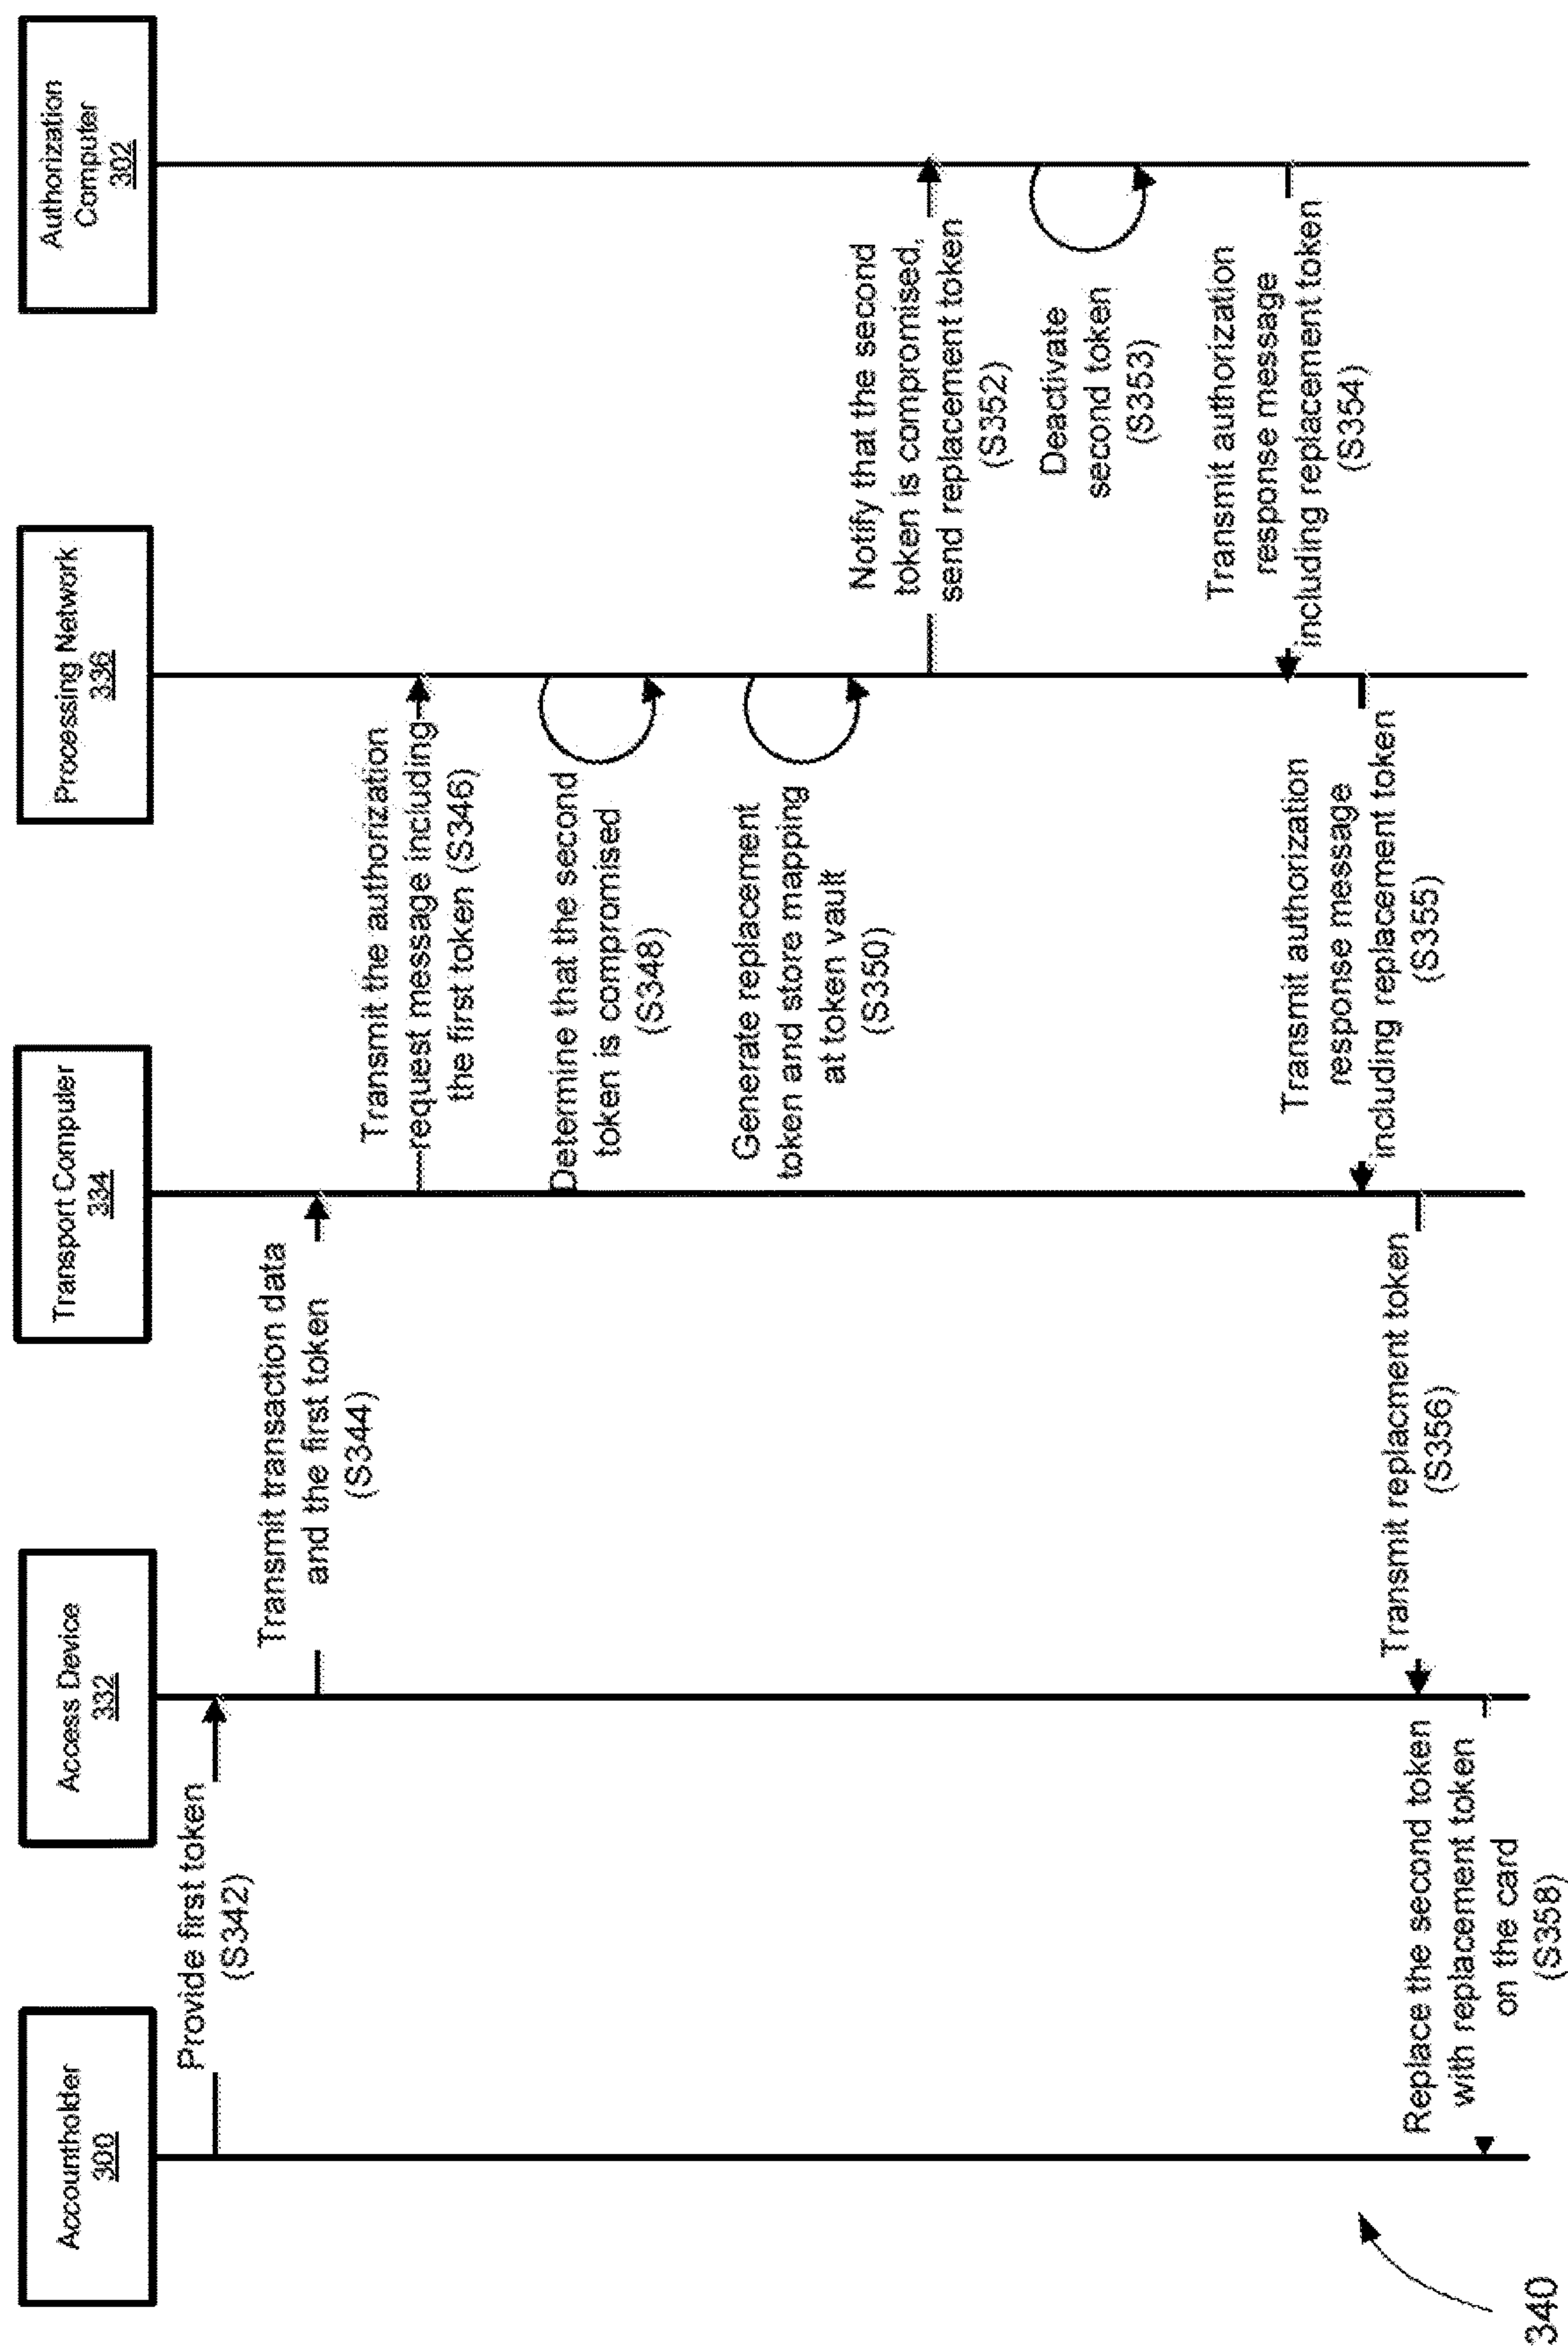 Accountholder
300
Access Device
332
Transport Computer
334
Processing Network
336
Authorization
Computer
302
Provide first token
(S342)
Transmit transaction data
and the first token
(S344)
Transmit the authorization
request message including
the first token (S346)
Determine that the second
token is compromised
(S348)
Generate replacement
token and store mapping
at token vault
(S350)
Notify that the second
token is compromised,
send replacement token
(S352)
Deactivate
second token
(S353)
Transmit authorization
response message
including replacement token
(S354)
Transmit authorization
response message
including replacement token
(S355)
Transmit replacment token
(S356)
Replace the second token
with replacement token
on the card
(S358)
340